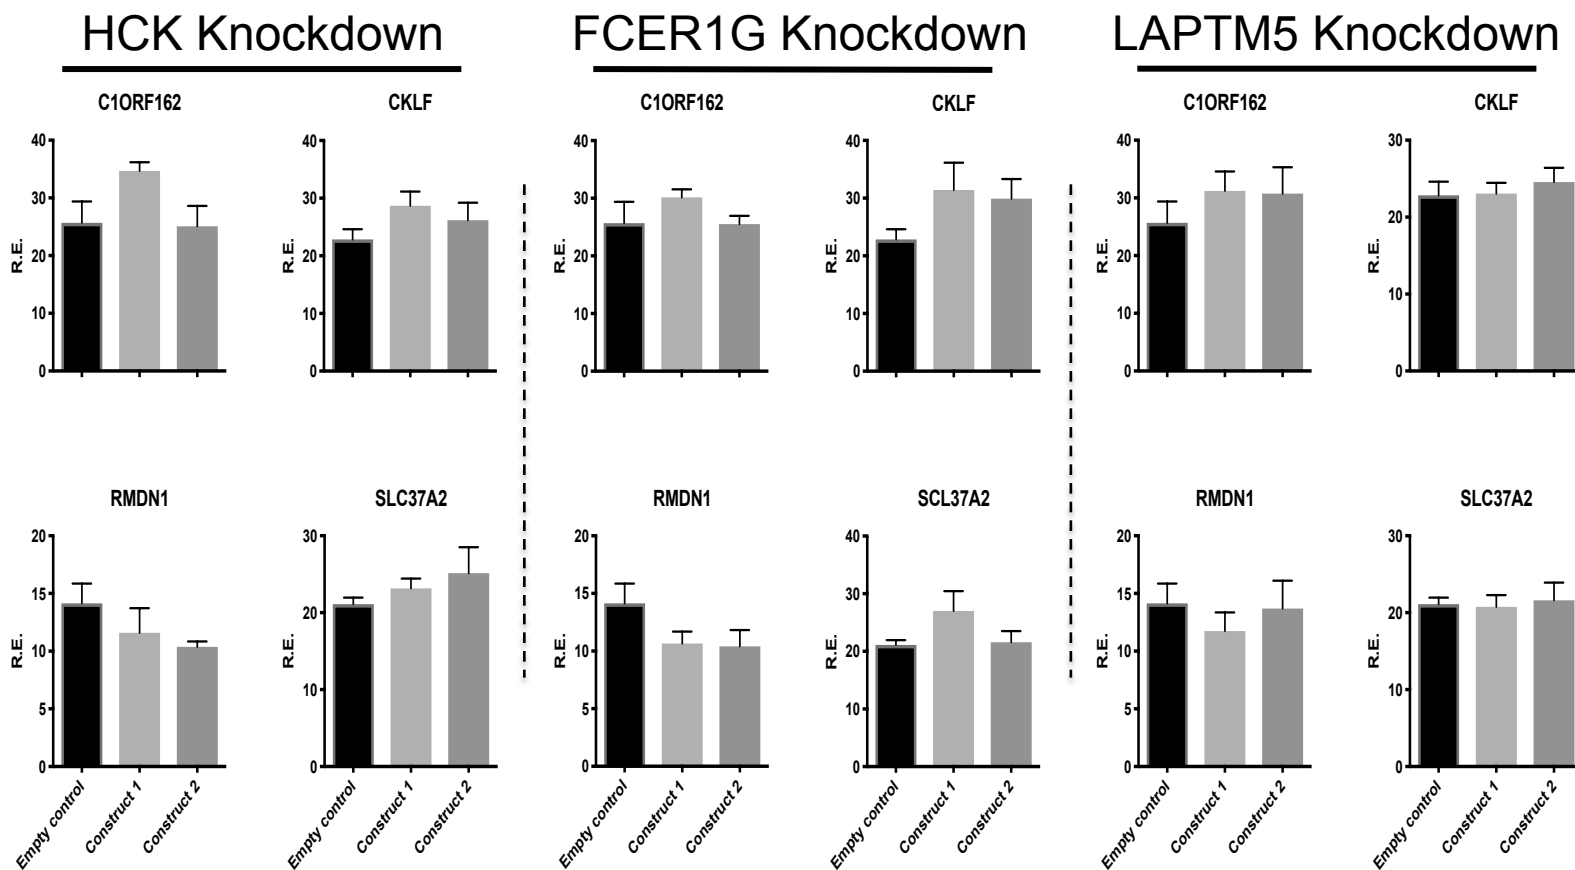 HCK Knockdown
FCER1G Knockdown
LAPTM5 Knockdown
C1ORF162
40
30
20
10
0
R.E.
CKLF
40
30
20
10
0
R.E.
C1ORF162
40
30
20
10
0
R.E.
CKLF
40
30
20
10
0
R.E.
C1ORF162
40
30
20
10
0
R.E.
CKLF
30
20
10
0
R.E.
RMDN1
20
15
10
5
0
R.E.
Empty control
Construct 1
Construct 2
SLC37A2
30
20
10
0
R.E.
Empty control
Construct 1
Construct 2
RMDN1
20
15
10
5
0
R.E.
Empty control
Construct 1
Construct 2
SCL37A2
40
30
20
10
0
R.E.
Empty control
Construct 1
Construct 2
RMDN1
20
15
10
5
0
R.E.
Empty control
Construct 1
Construct 2
SLC37A2
30
20
10
0
R.E.
Empty control
Construct 1
Construct 2